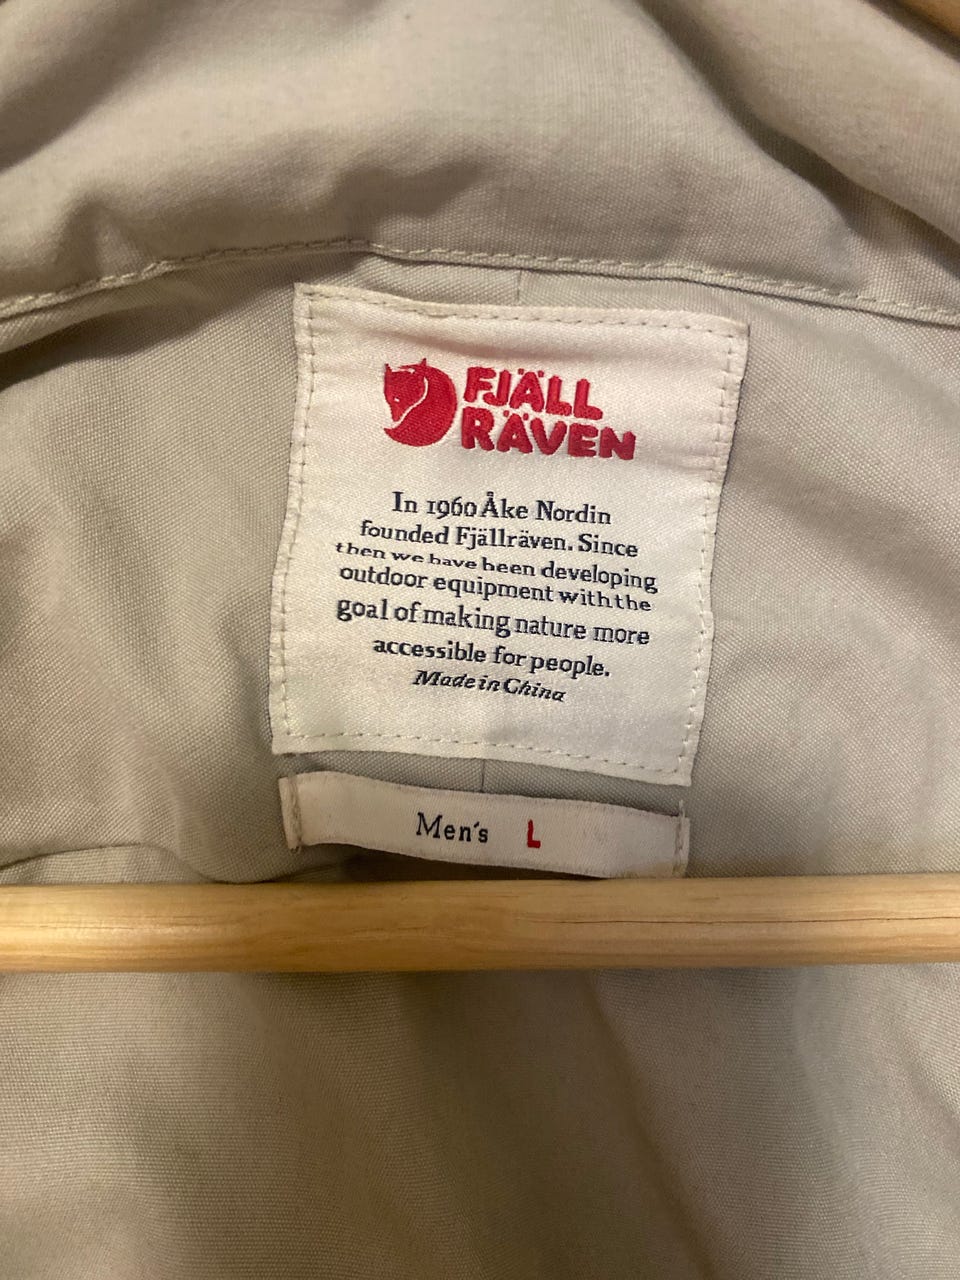 FJÄLL
RÄVEN
In 1960 Åke Nordin
founded Fjällräven. Since
then we have been developing
outdoor equipment with the
goal of making nature more
accessible for people.
Made in China
Men´s L